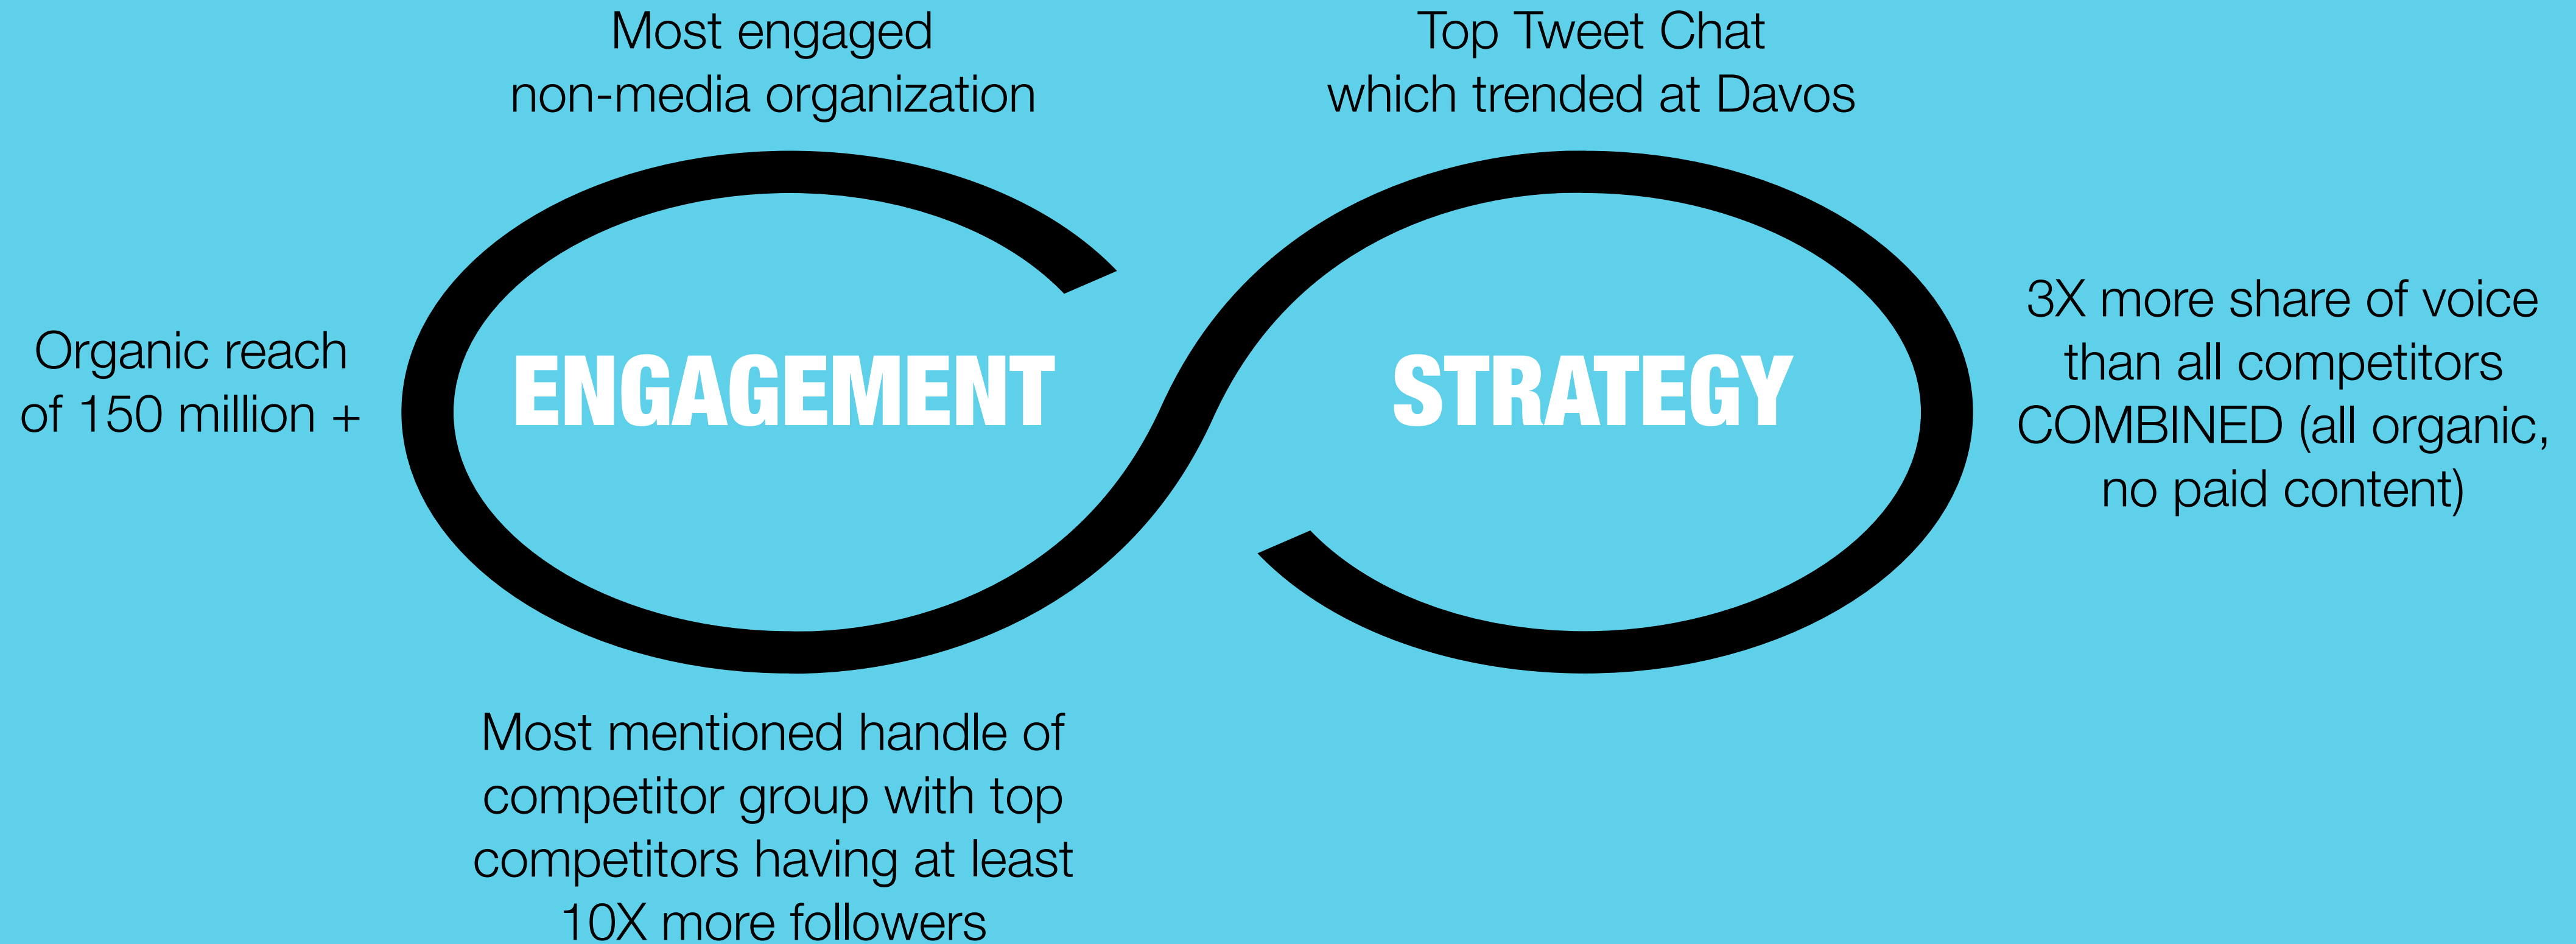 Most engaged
non-media organization
Top Tweet Chat
which trended at Davos
Organic reach
of 150 million +
ENGAGEMENT
STRATEGY
3X more share of voice
than all competitors
COMBINED (all organic,
no paid content)
Most mentioned handle of
competitor group with top
competitors having at least
10X more followers